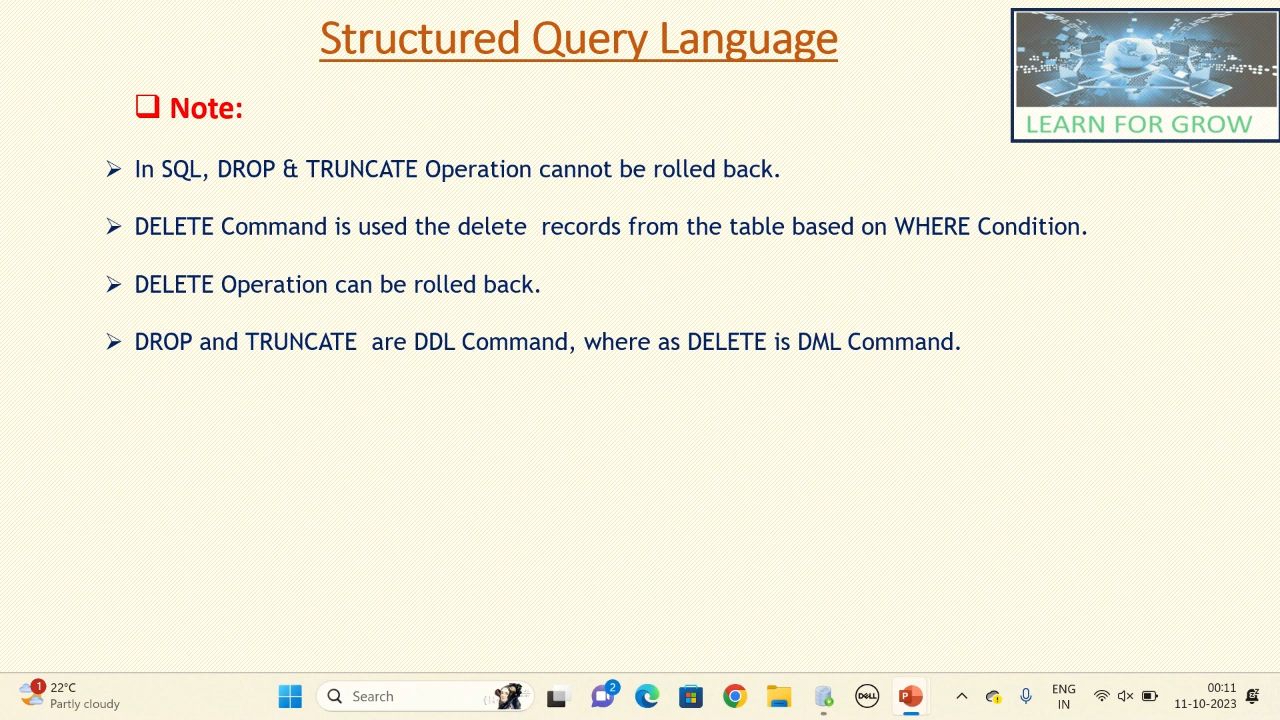 Structured Query Language
Note:
In SQL, DROP & TRUNCATE Operation cannot be rolled back.
DELETE Command is used the delete  records from the table based on WHERE Condition.
DELETE Operation can be rolled back.
DROP and TRUNCATE  are DDL Command, where as DELETE is DML Command.
LEARN FOR GROW
1
22°C
Partly cloudy
Search
2
DELL
P
ENG
IN
00:11
11-10-2023